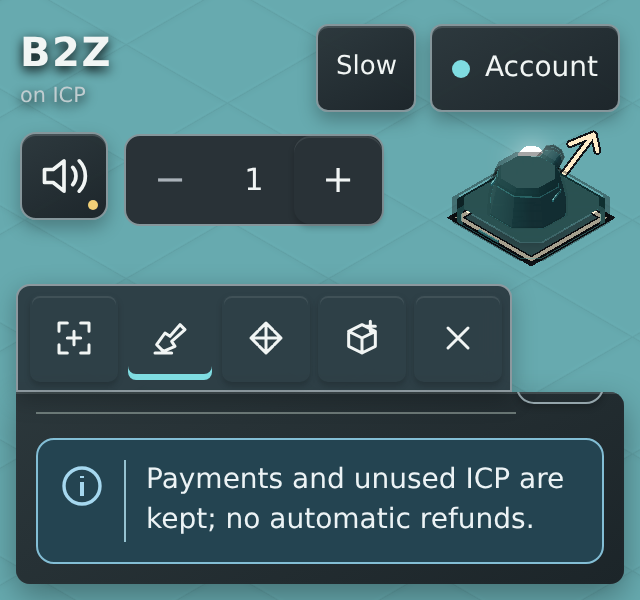 B2Z
on ICP
Slow
Account
1
Payments and unused ICP are
kept; no automatic refunds.